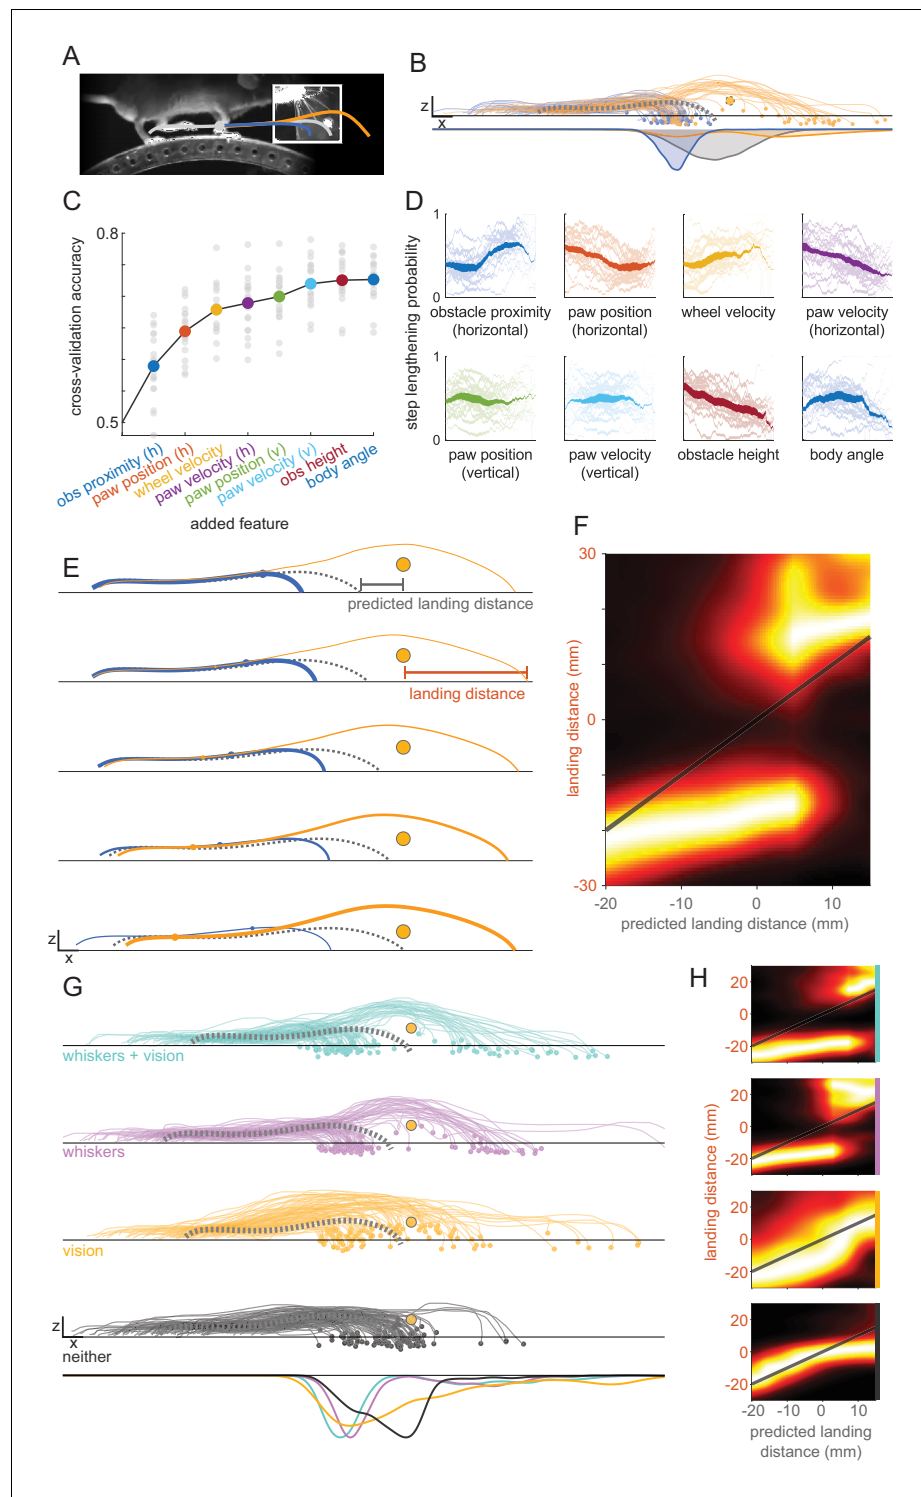 A
B
z
x
C
cross-validation accuracy
0.8
0.5
obs proximity (h)
paw position (h)
wheel velocity
paw velocity (h)
paw position (v)
paw velocity (v)
obs height
body angle
added feature
D
step lengthening probability
1
0
obstacle proximity
(horizontal)
paw position
(horizontal)
wheel velocity
paw velocity
(horizontal)
1
0
paw position
(vertical)
paw velocity
(vertical)
obstacle height
body angle
E
predicted landing distance
landing distance
z
x
F
landing distance (mm)
30
0
-30
-20
-10
0
10
predicted landing distance (mm)
G
whiskers + vision
whiskers
vision
z
x
neither
H
landing distance (mm)
20
0
-20
20
0
-20
20
0
-20
20
0
-20
-20
-10
0
10
predicted landing
distance (mm)